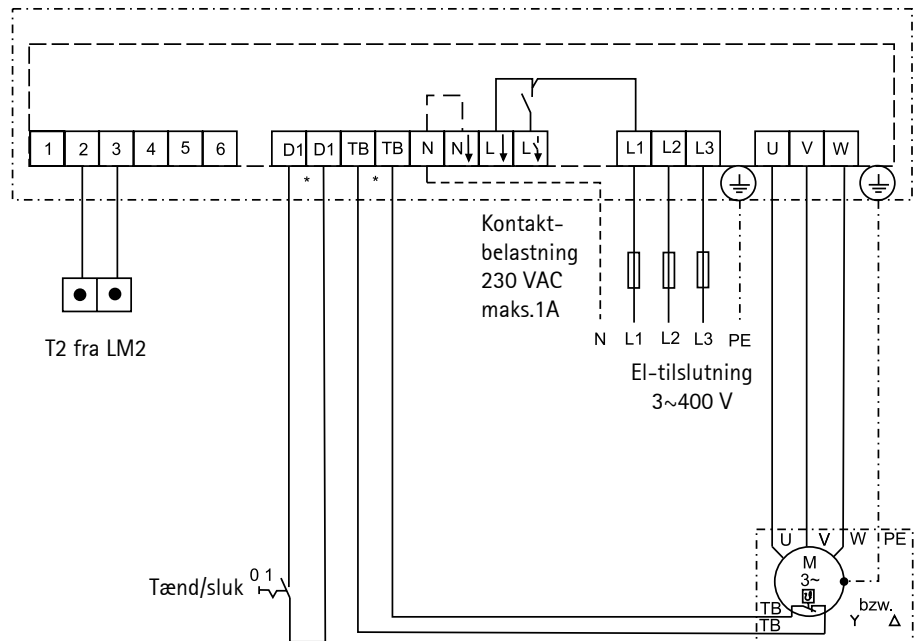 1 2 3 4 5 6 D1 D1 TB TB N N L L L1 L2 L3 U V W
* *
Kontakt-
belastning
230 VAC
maks.1A
T2 fra LM2
N L1 L2 L3 PE
El-tilslutning
3~400 V
U V W PE
M
3~
Tænd/sluk 0 1
TB
TB
bzw.
Y Δ